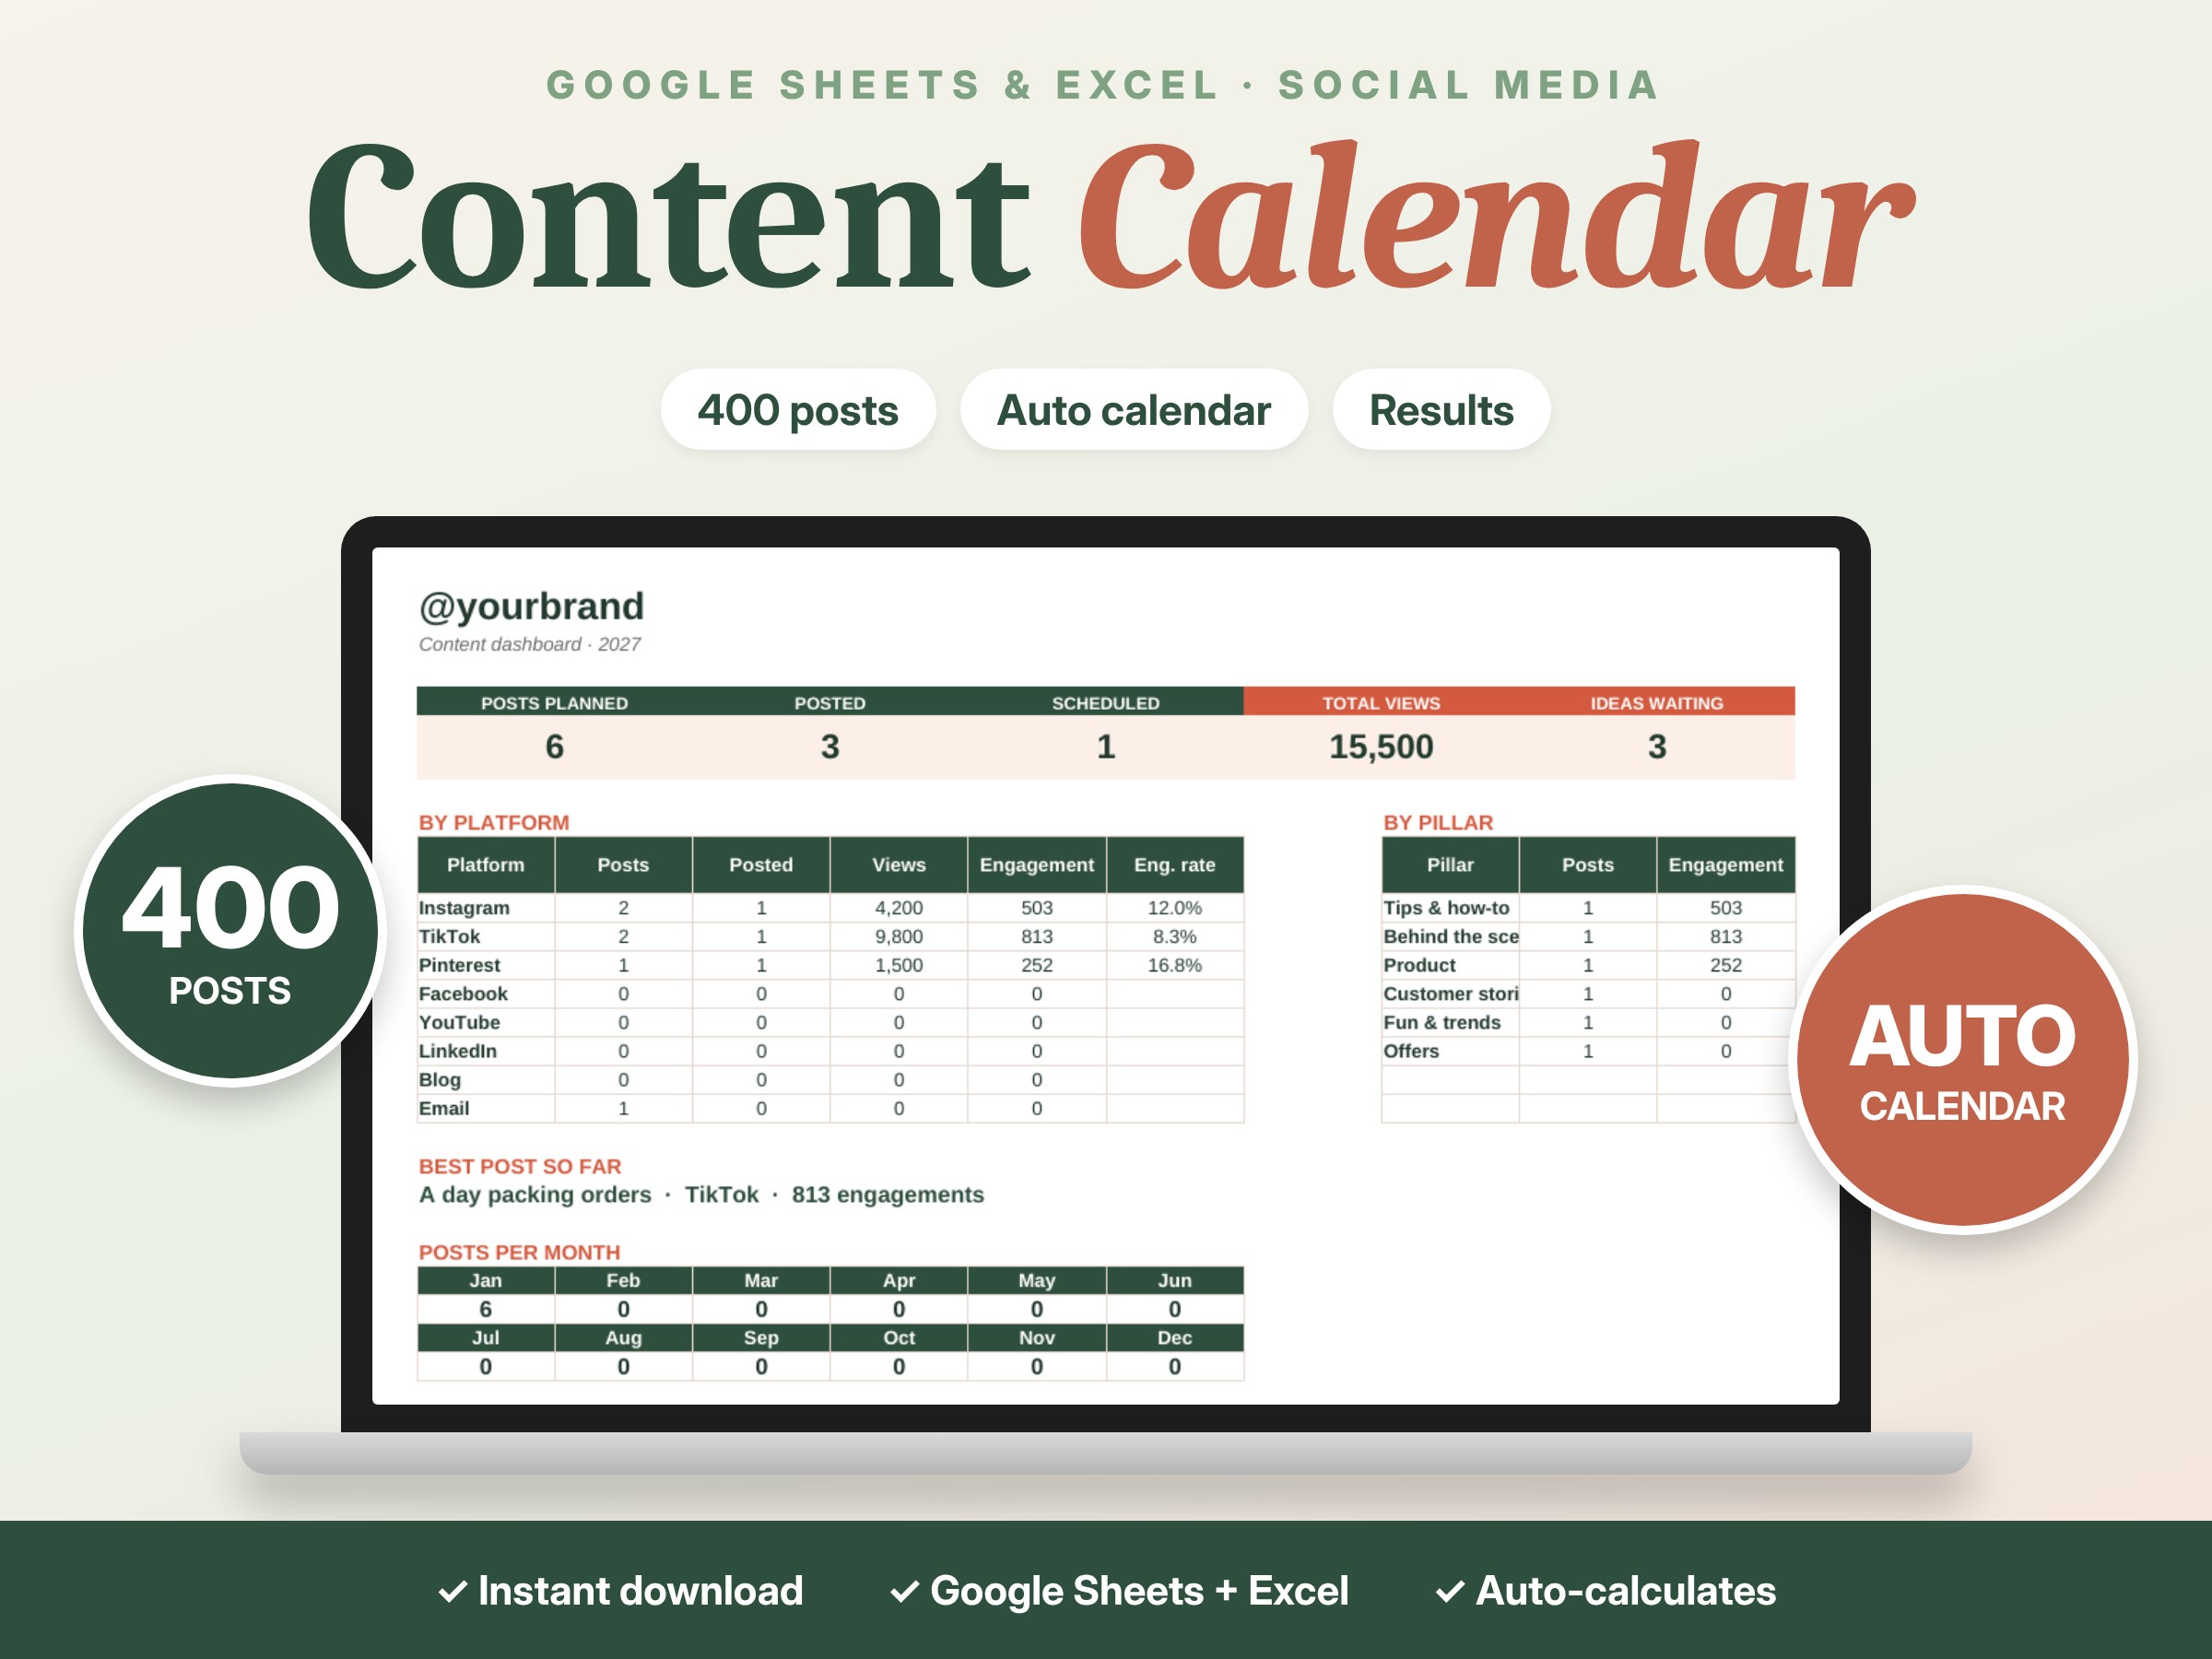 GOOGLE SHEETS & EXCEL · SOCIAL MEDIA
Content Calendar
400 posts Auto calendar Results
@yourbrand
Content dashboard · 2027
POSTS PLANNED POSTED SCHEDULED TOTAL VIEWS IDEAS WAITING
6 3 1 15,500 3
BY PLATFORM
Platform Posts Posted Views Engagement Eng. rate
Instagram 2 1 4,200 503 12.0%
TikTok 2 1 9,800 813 8.3%
Pinterest 1 1 1,500 252 16.8%
Facebook 0 0 0 0
YouTube 0 0 0 0
LinkedIn 0 0 0 0
Blog 0 0 0 0
Email 1 0 0 0
BY PILLAR
Pillar Posts Engagement
Tips & how-to 1 503
Behind the sce 1 813
Product 1 252
Customer stori 1 0
Fun & trends 1 0
Offers 1 0
BEST POST SO FAR
A day packing orders · TikTok · 813 engagements
POSTS PER MONTH
Jan Feb Mar Apr May Jun
6 0 0 0 0 0
Jul Aug Sep Oct Nov Dec
0 0 0 0 0 0
400
POSTS
AUTO
CALENDAR
✓ Instant download ✓ Google Sheets + Excel ✓ Auto-calculates